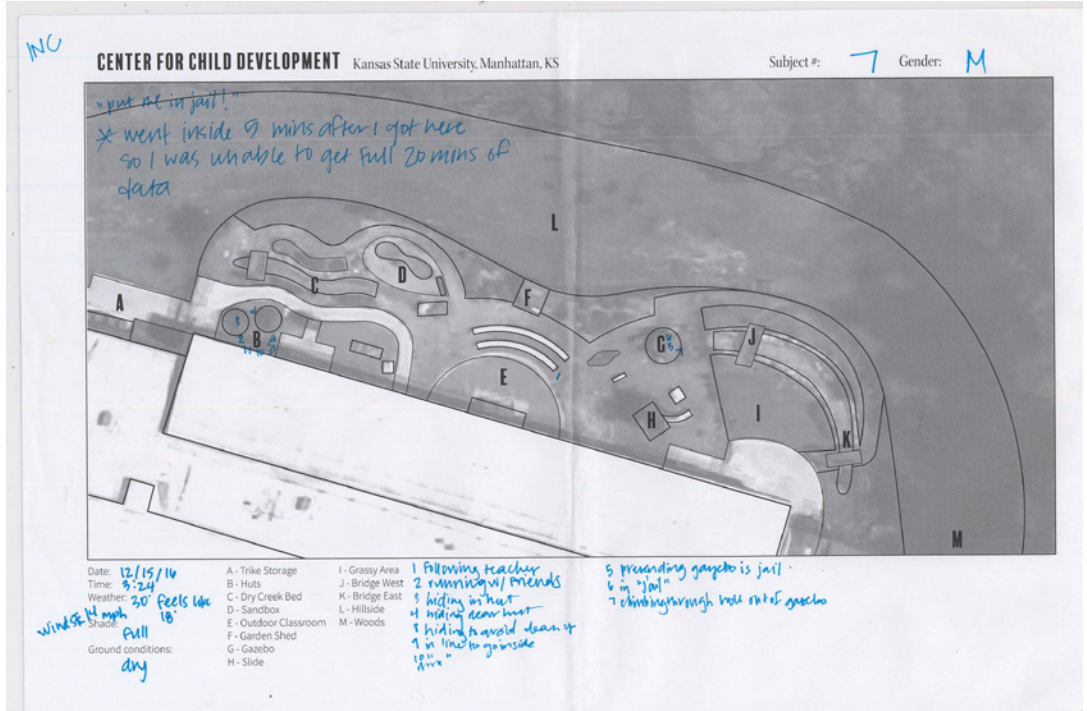 INC
CENTER FOR CHILD DEVELOPMENT Kansas State University, Manhattan, KS Subject #: 7 Gender: M
"put me in jail!"
* went inside 9 mins after I got here
so I was unable to get full 20 mins of
data
L
D
C
F
A
3
B
2
G
J
1
E
I
H
K
M
Date: 12/15/16
Time: 3:24
Weather: 30° feels like
18°
Wind SE 14 mph
Shade:
full
Ground conditions:
dry
A - Trike Storage
B - Huts
C - Dry Creek Bed
D - Sandbox
E - Outdoor Classroom
F - Garden Shed
G - Gazebo
H - Slide
I - Grassy Area
J - Bridge West
K - Bridge East
L - Hillside
M - Woods
1 following teacher
2 running w/ friends
3 hiding in hut
4 hiding near hut
8 hiding to avoid clean up
9 in line to go inside
10 "
5 pretending gazebo is jail
6 in "jail"
7 climbing through hole out of gazebo